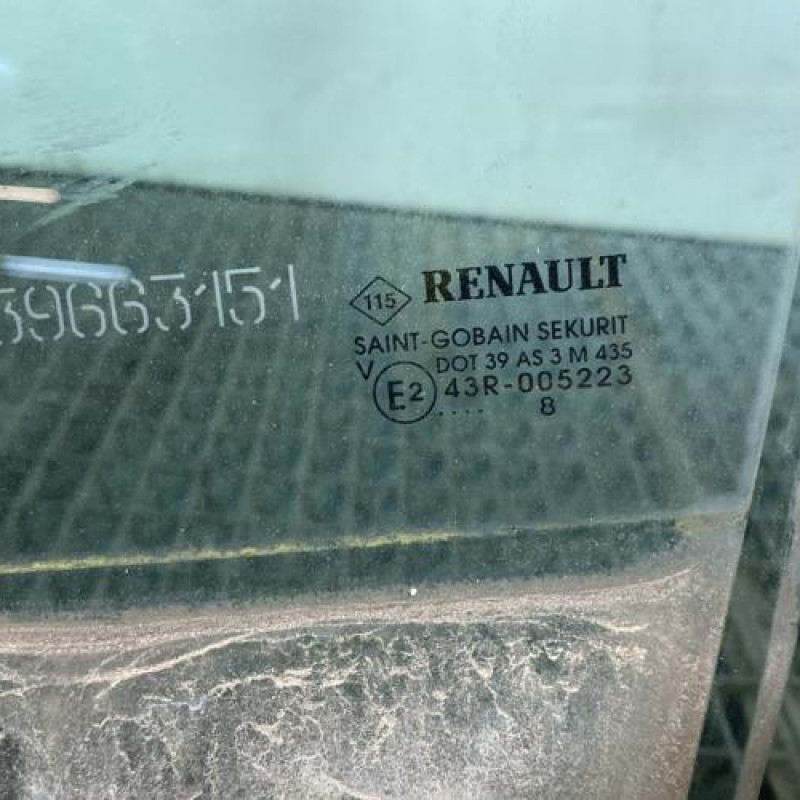 39663151
115
RENAULT
SAINT-GOBAIN SEKURIT
V
DOT 39 AS 3 M 435
E2
43R-005223
.... 8